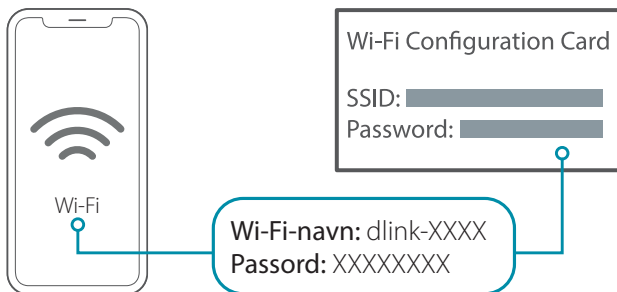 Wi-Fi
Wi-Fi Configuration Card
SSID:
Password:
Wi-Fi-navn: dlink-XXXX
Passord: XXXXXXXX